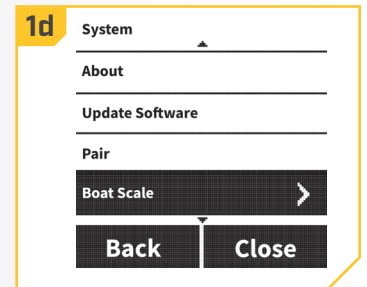 1d
System
About
Update Software
Pair
Boat Scale
Back Close